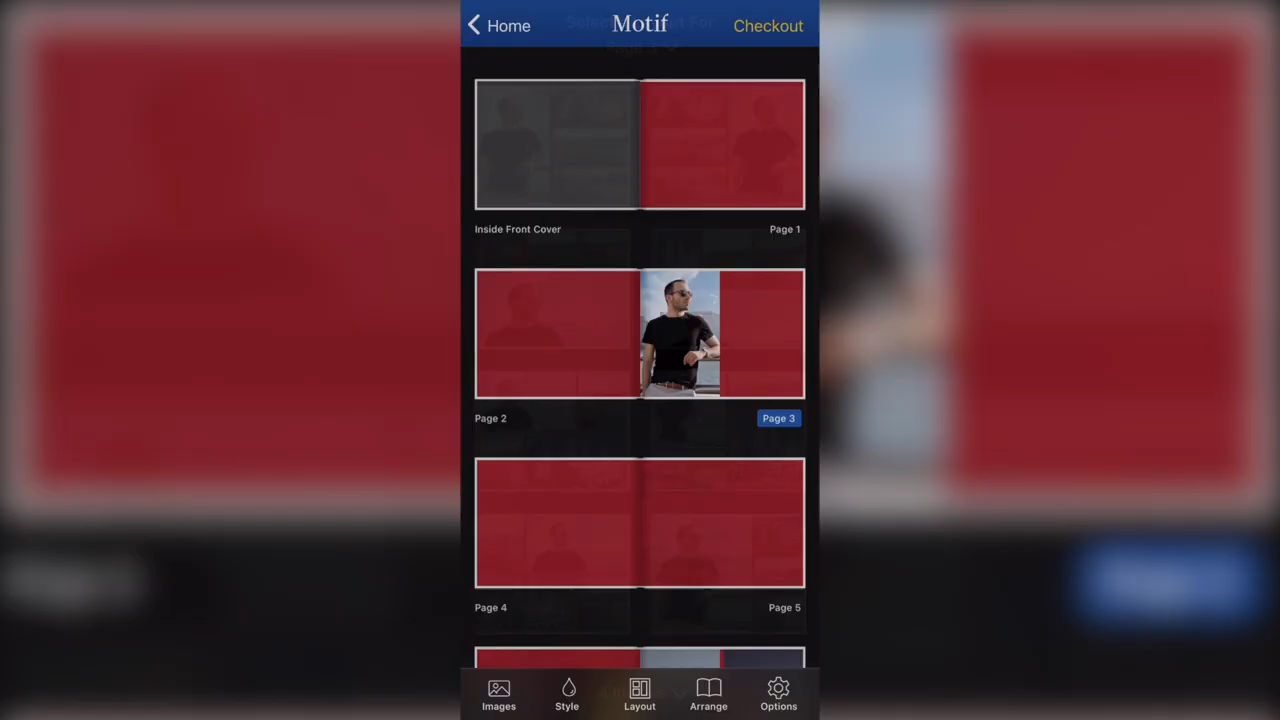 Home
Motif
Checkout
Inside Front Cover
Page 1
Page 2
Page 3
Page 4
Page 5
Images
Style
Layout
Arrange
Options